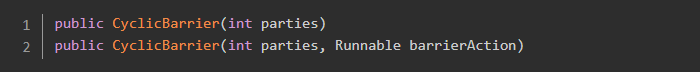 1 public CyclicBarrier(int parties)
2 public CyclicBarrier(int parties, Runnable barrierAction)